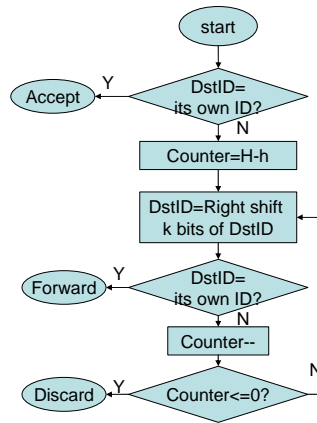 start
Y
Accept
DstID=
its own ID?
N
Counter=H-h
DstID=Right shift
k bits of DstID
Y
Forward
DstID=
its own ID?
N
Counter--
N
Y
Discard
Counter<=0?